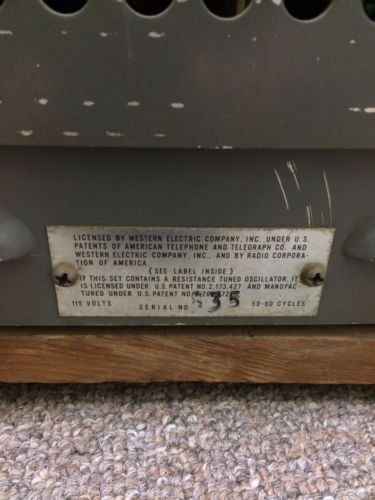 LICENSED BY WESTERN ELECTRIC COMPANY, INC. UNDER U.S.
PATENTS OF AMERICAN TELEPHONE AND TELEGRAPH CO. AND
WESTERN ELECTRIC COMPANY, INC., AND BY RADIO CORPORA-
TION OF AMERICA.
(SEE LABEL INSIDE)
IF THIS SET CONTAINS A RESISTANCE TUNED OSCILLATOR, IT
IS LICENSED UNDER U.S. PATENT NO. 2,173,427 AND MANUFAC-
TURED UNDER U.S. PATENT NO.
115 VOLTS SERIAL NO. 50-60 CYCLES